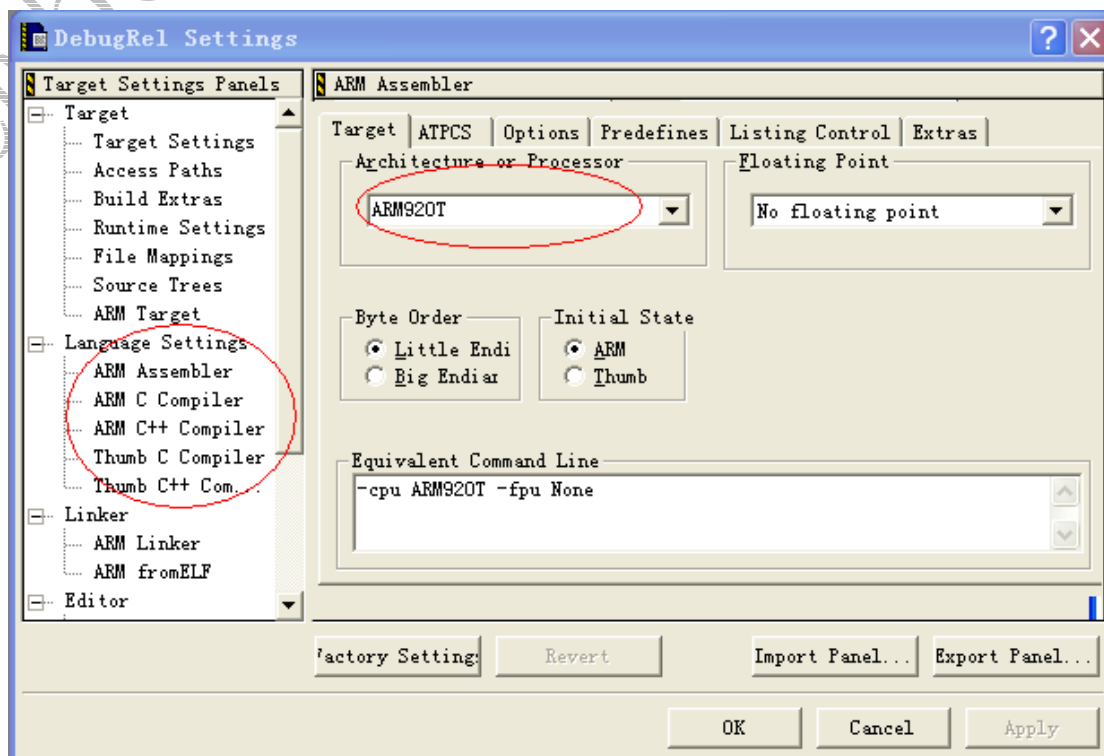 DebugRel Settings
Target Settings Panels
Target
Target Settings
Access Paths
Build Extras
Runtime Settings
File Mappings
Source Trees
ARM Target
Language Settings
ARM Assembler
ARM C Compiler
ARM C++ Compiler
Thumb C Compiler
Thumb C++ Com...
Linker
ARM Linker
ARM fromELF
Editor
ARM Assembler
Target ATPCS Options Predefines Listing Control Extras
Architecture or Processor
ARM920T
Floating Point
No floating point
Byte Order
Little Endi
Big Endiar
Initial State
ARM
Thumb
Equivalent Command Line
-cpu ARM920T -fpu None
Factory Setting: Revert Import Panel... Export Panel...
OK Cancel Apply